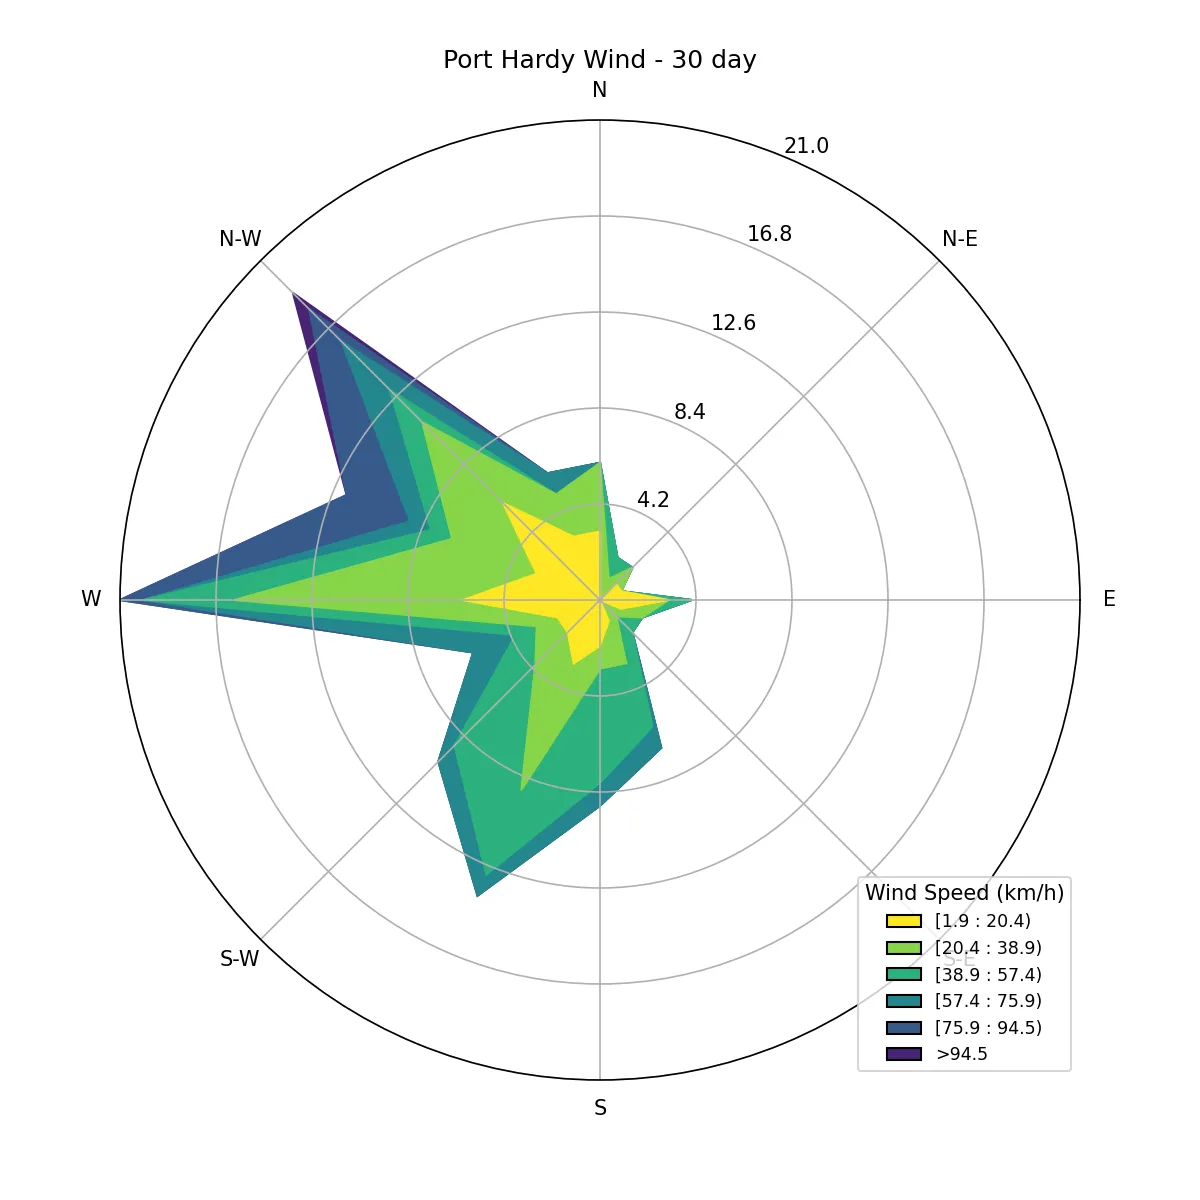 Port Hardy Wind - 30 day
N
21.0
16.8
N-W
N-E
12.6
8.4
4.2
W
E
Wind Speed (km/h)
[1.9 : 20.4)
[20.4 : 38.9)
S-W
S-E
[38.9 : 57.4)
[57.4 : 75.9)
[75.9 : 94.5)
>94.5
S